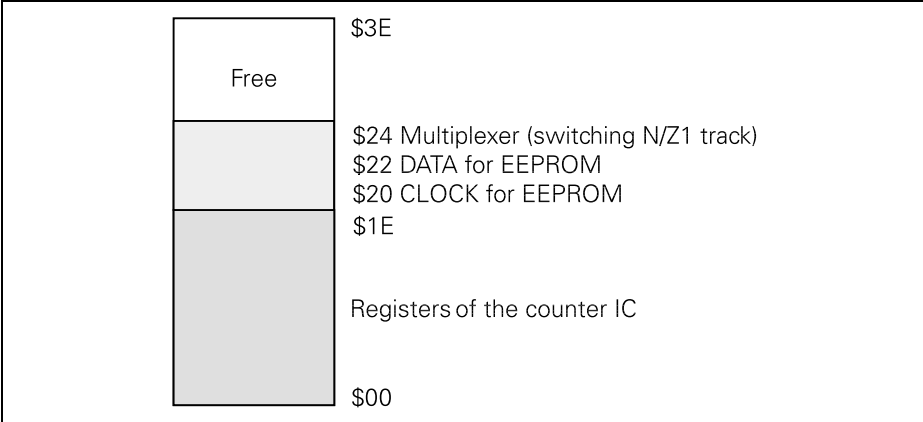 $3E
Free
$24 Multiplexer (switching N/Z1 track)
$22 DATA for EEPROM
$20 CLOCK for EEPROM
$1E
Registers of the counter IC
$00